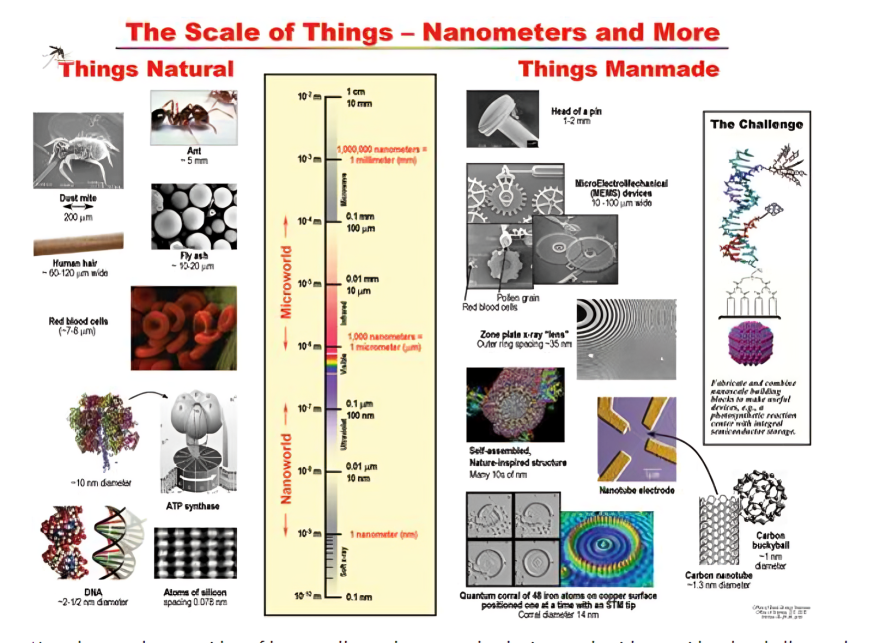 The Scale of Things – Nanometers and More
Things Natural
Things Manmade
Ant
~ 5 mm
Dust mite
200 μm
Fly ash
~ 10-20 μm
Human hair
~ 60-120 μm wide
Red blood cells
(~7-8 μm)
~10 nm diameter
ATP synthase
DNA
~2-1/2 nm diameter
Atoms of silicon
spacing 0.078 nm
10⁻² m
1 cm
10 mm
10⁻³ m
1,000,000 nanometers =
1 millimeter (mm)
Microwave
10⁻⁴ m
0.1 mm
100 μm
Microworld
10⁻⁵ m
0.01 mm
10 μm
Infrared
10⁻⁶ m
1,000 nanometers =
1 micrometer (μm)
Visible
10⁻⁷ m
0.1 μm
100 nm
Ultraviolet
Nanoworld
10⁻⁸ m
0.01 μm
10 nm
10⁻⁹ m
1 nanometer (nm)
Soft x-ray
10⁻¹⁰ m
0.1 nm
Head of a pin
1-2 mm
MicroElectroMechanical
(MEMS) devices
10 -100 μm wide
Pollen grain
Red blood cells
Zone plate x-ray "lens"
Outer ring spacing ~35 nm
Self-assembled,
Nature-inspired structure
Many 10s of nm
1μm
Nanotube electrode
Quantum corral of 48 iron atoms on copper surface
positioned one at a time with an STM tip
Corral diameter 14 nm
Carbon nanotube
~1.3 nm diameter
Carbon
buckyball
~1 nm
diameter
The Challenge
Fabricate and combine
nanoscale building
blocks to make useful
devices, e.g., a
photosynthetic reaction
center with integral
semiconductor storage.